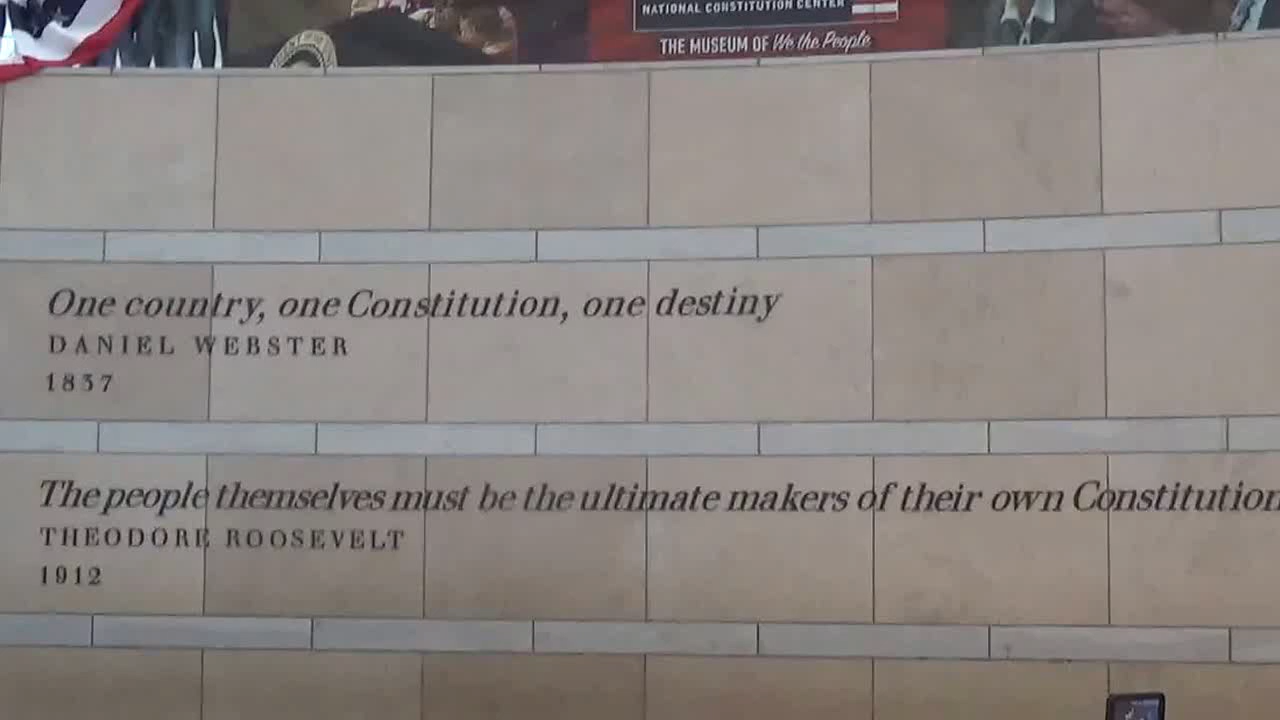 NATIONAL CONSTITUTION CENTER
THE MUSEUM OF We the People
One country, one Constitution, one destiny
DANIEL WEBSTER
1837
The people themselves must be the ultimate makers of their own Constitution
THEODORE ROOSEVELT
1912